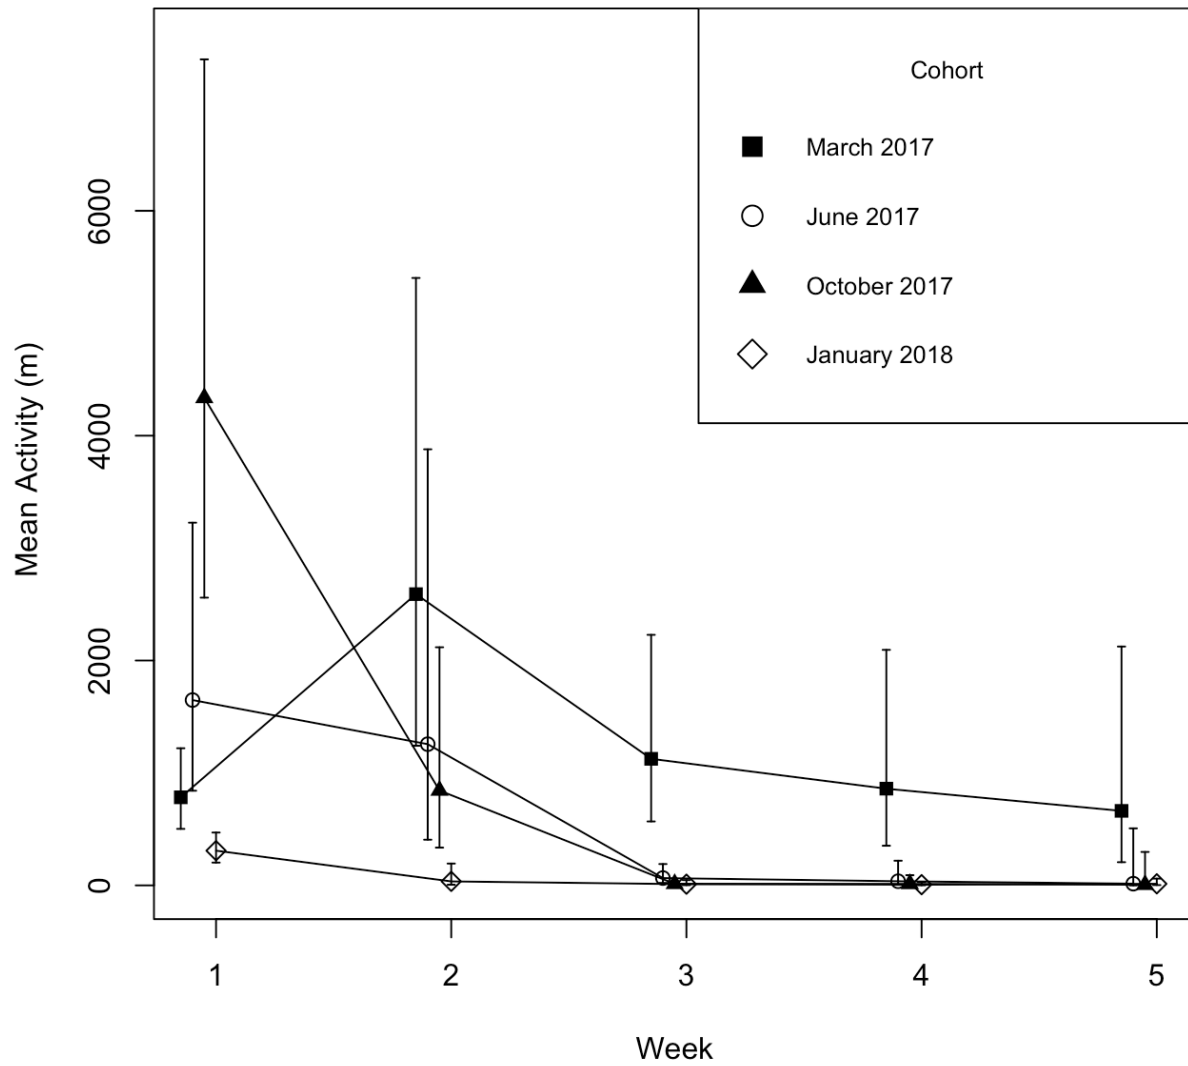 Cohort
March 2017
June 2017
October 2017
January 2018
Mean Activity (m)
6000
4000
2000
0
1 2 3 4 5
Week